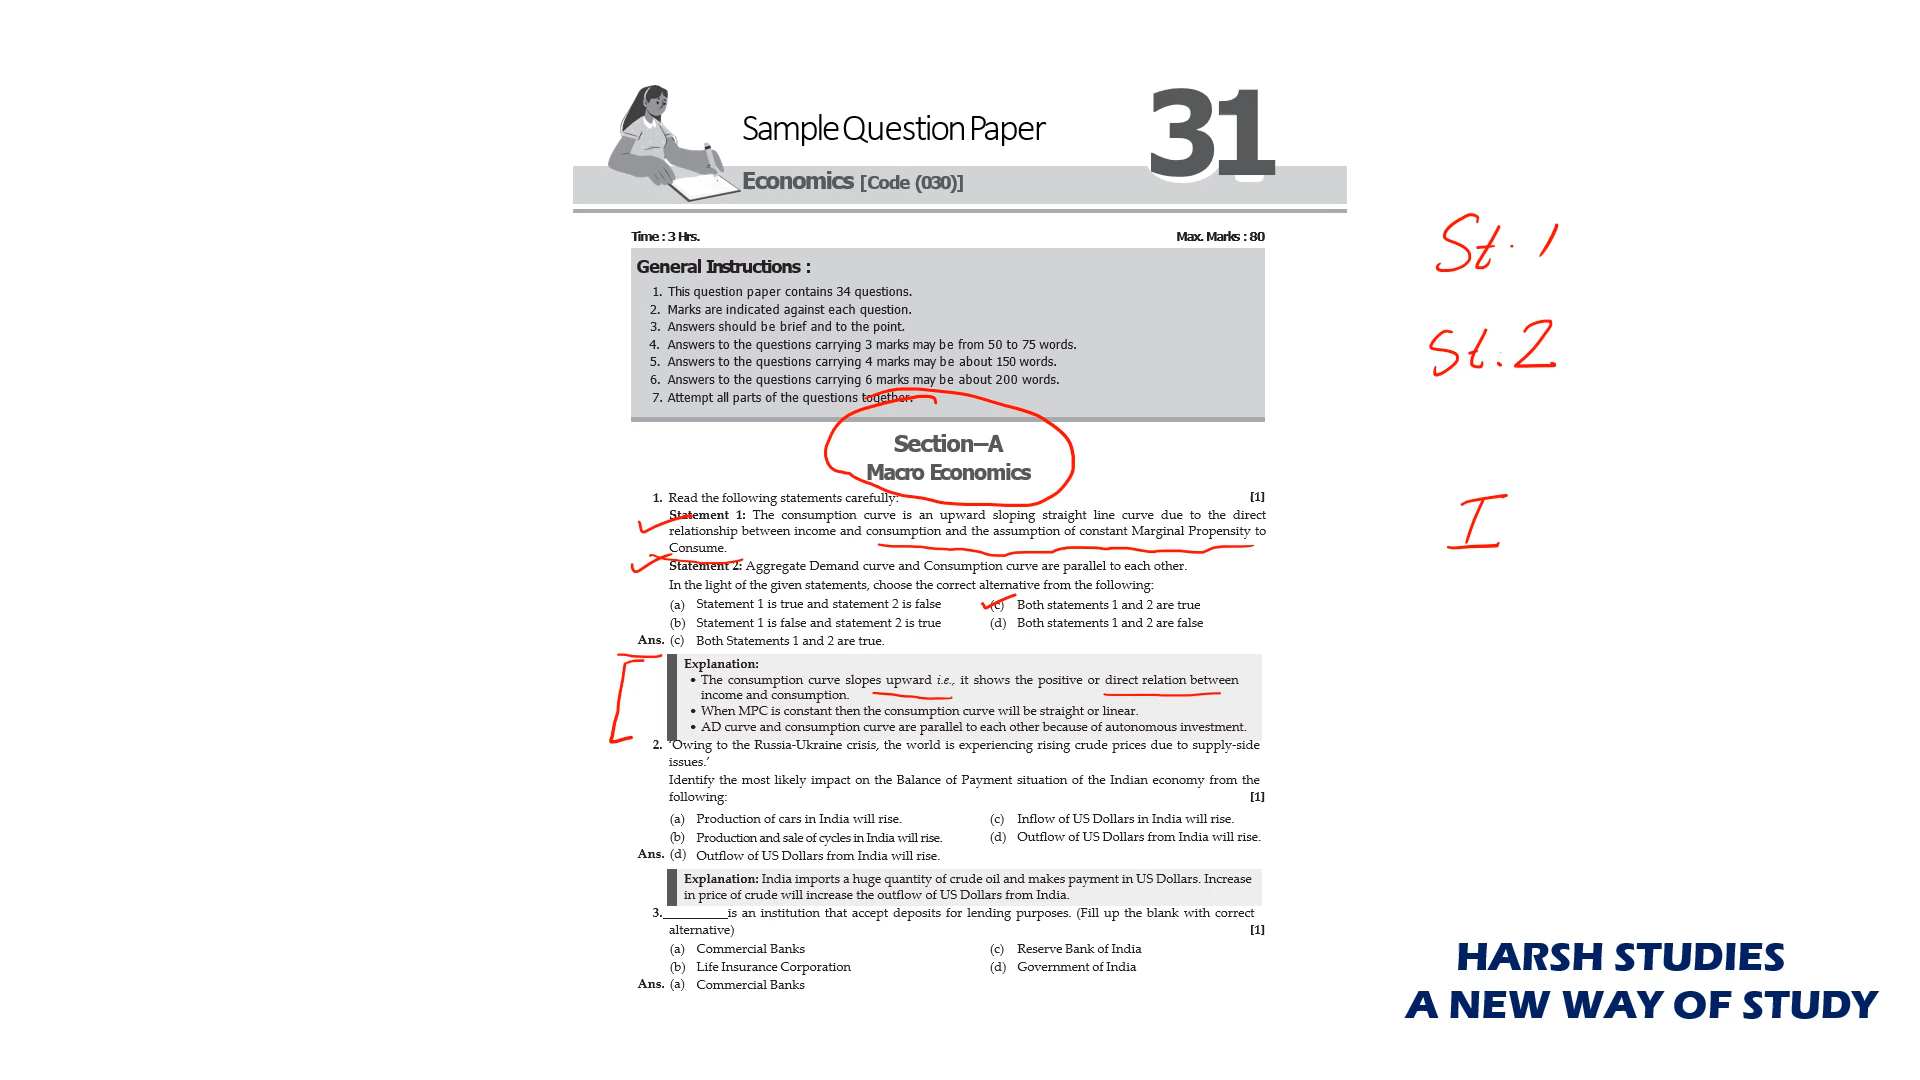 Sample Question Paper
31
Economics [Code (030)]
Time : 3 Hrs.
Max. Marks : 80
General Instructions :
1. This question paper contains 34 questions.
2. Marks are indicated against each question.
3. Answers should be brief and to the point.
4. Answers to the questions carrying 3 marks may be from 50 to 75 words.
5. Answers to the questions carrying 4 marks may be about 150 words.
6. Answers to the questions carrying 6 marks may be about 200 words.
7. Attempt all parts of the questions together.
Section–A
Macro Economics
1. Read the following statements carefully: [1]
Statement 1: The consumption curve is an upward sloping straight line curve due to the direct
relationship between income and consumption and the assumption of constant Marginal Propensity to
Consume.
Statement 2: Aggregate Demand curve and Consumption curve are parallel to each other.
In the light of the given statements, choose the correct alternative from the following:
(a) Statement 1 is true and statement 2 is false
(c) Both statements 1 and 2 are true
(b) Statement 1 is false and statement 2 is true
(d) Both statements 1 and 2 are false
Ans. (c) Both Statements 1 and 2 are true.
Explanation:
• The consumption curve slopes upward i.e., it shows the positive or direct relation between
income and consumption.
• When MPC is constant then the consumption curve will be straight or linear.
• AD curve and consumption curve are parallel to each other because of autonomous investment.
2. ‘Owing to the Russia-Ukraine crisis, the world is experiencing rising crude prices due to supply-side
issues.’
Identify the most likely impact on the Balance of Payment situation of the Indian economy from the
following: [1]
(a) Production of cars in India will rise.
(c) Inflow of US Dollars in India will rise.
(b) Production and sale of cycles in India will rise.
(d) Outflow of US Dollars from India will rise.
Ans. (d) Outflow of US Dollars from India will rise.
Explanation: India imports a huge quantity of crude oil and makes payment in US Dollars. Increase
in price of crude will increase the outflow of US Dollars from India.
3. __________is an institution that accept deposits for lending purposes. (Fill up the blank with correct
alternative) [1]
(a) Commercial Banks
(c) Reserve Bank of India
(b) Life Insurance Corporation
(d) Government of India
Ans. (a) Commercial Banks
St. 1
St. 2
I
HARSH STUDIES
A NEW WAY OF STUDY